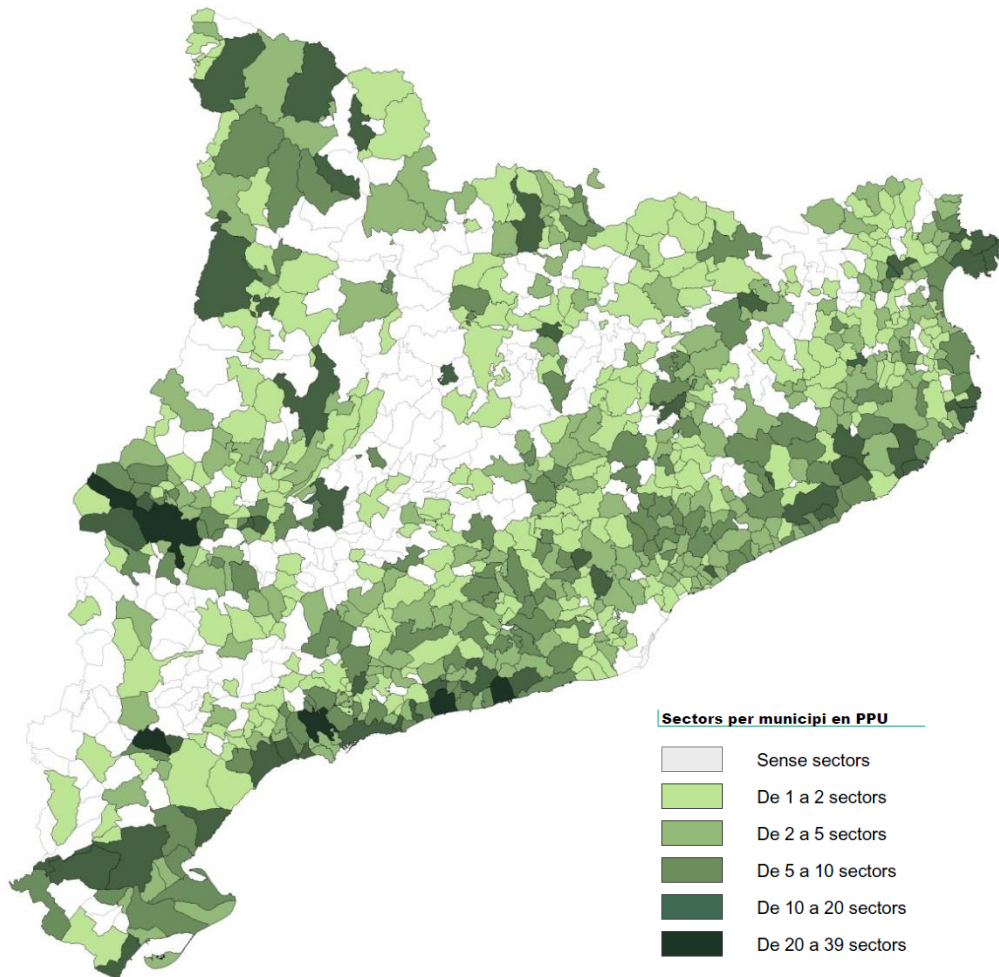 Sectors per municipi en PPU
Sense sectors
De 1 a 2 sectors
De 2 a 5 sectors
De 5 a 10 sectors
De 10 a 20 sectors
De 20 a 39 sectors